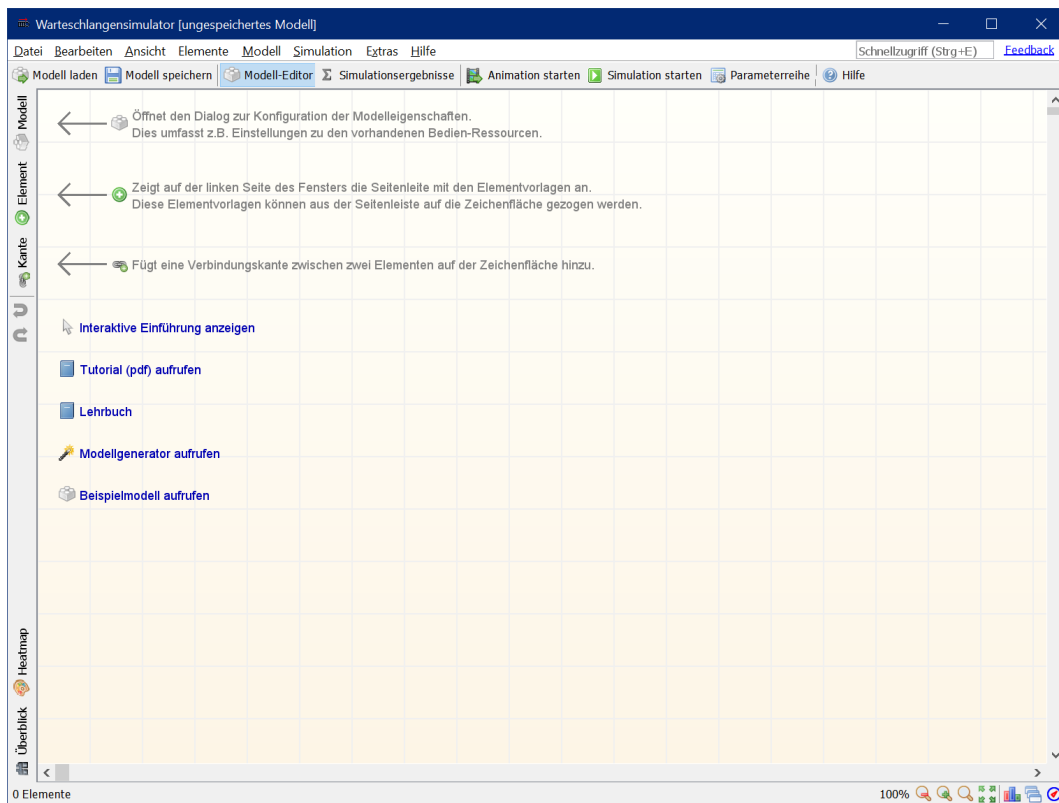 Warteschlangensimulator [ungespeichertes Modell]
Datei Bearbeiten Ansicht Elemente Modell Simulation Extras Hilfe Schnellzugriff (Strg+E) Feedback
Modell laden Modell speichern Modell-Editor Σ Simulationsergebnisse Animation starten Simulation starten Parameterreihe Hilfe
Modell
Element
Kante
Öffnet den Dialog zur Konfiguration der Modelleigenschaften.
Dies umfasst z.B. Einstellungen zu den vorhandenen Bedien-Ressourcen.
Zeigt auf der linken Seite des Fensters die Seitenleite mit den Elementvorlagen an.
Diese Elementvorlagen können aus der Seitenleiste auf die Zeichenfläche gezogen werden.
Fügt eine Verbindungskante zwischen zwei Elementen auf der Zeichenfläche hinzu.
Interaktive Einführung anzeigen
Tutorial (pdf) aufrufen
Lehrbuch
Modellgenerator aufrufen
Beispielmodell aufrufen
Heatmap
Überblick
0 Elemente 100%